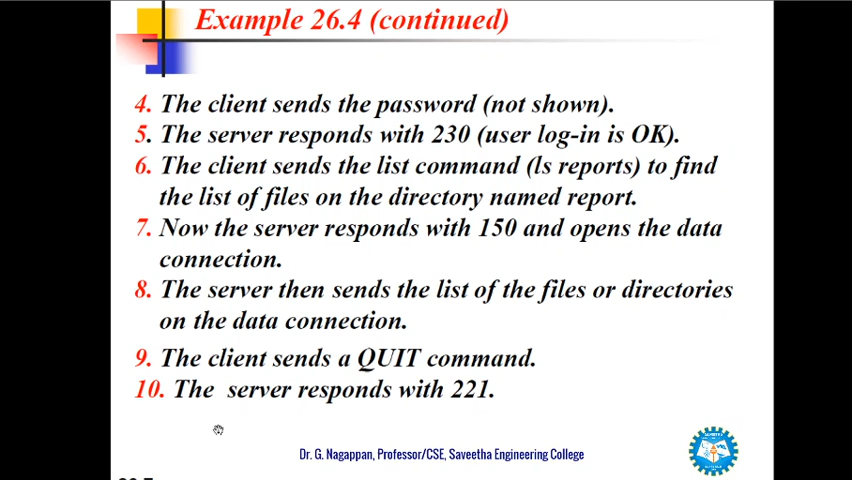 Example 26.4 (continued)
4. The client sends the password (not shown).
5. The server responds with 230 (user log-in is OK).
6. The client sends the list command (ls reports) to find
the list of files on the directory named report.
7. Now the server responds with 150 and opens the data
connection.
8. The server then sends the list of the files or directories
on the data connection.
9. The client sends a QUIT command.
10. The server responds with 221.
Dr. G. Nagappan, Professor/CSE, Saveetha Engineering College